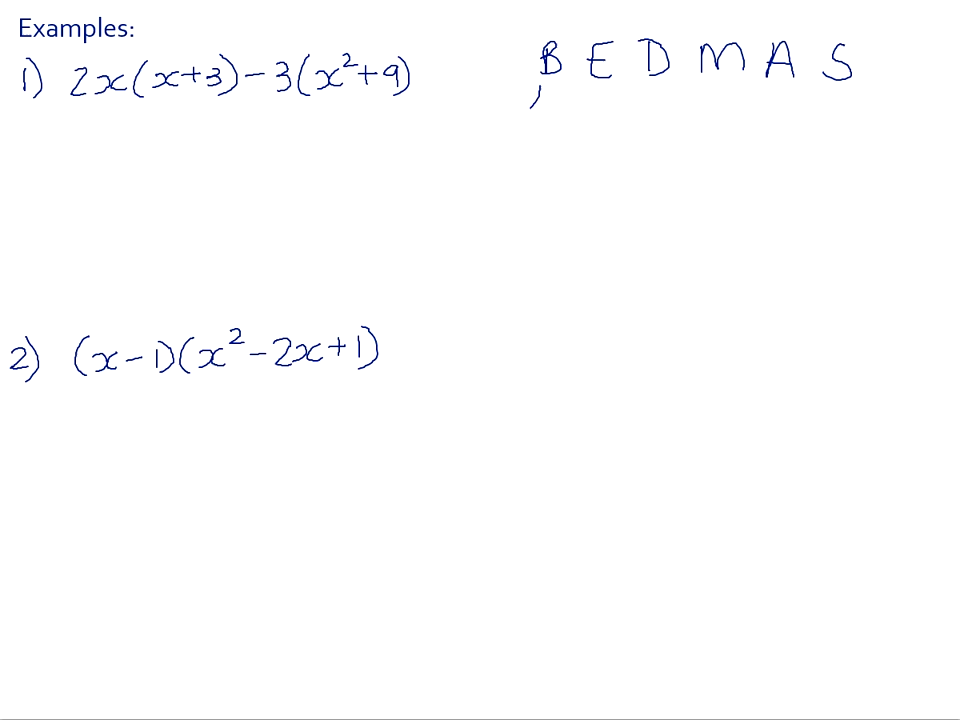 Examples:
1) 2x(x+3)-3(x²+9)
BEDMAS
2) (x-1)(x²-2x+1)